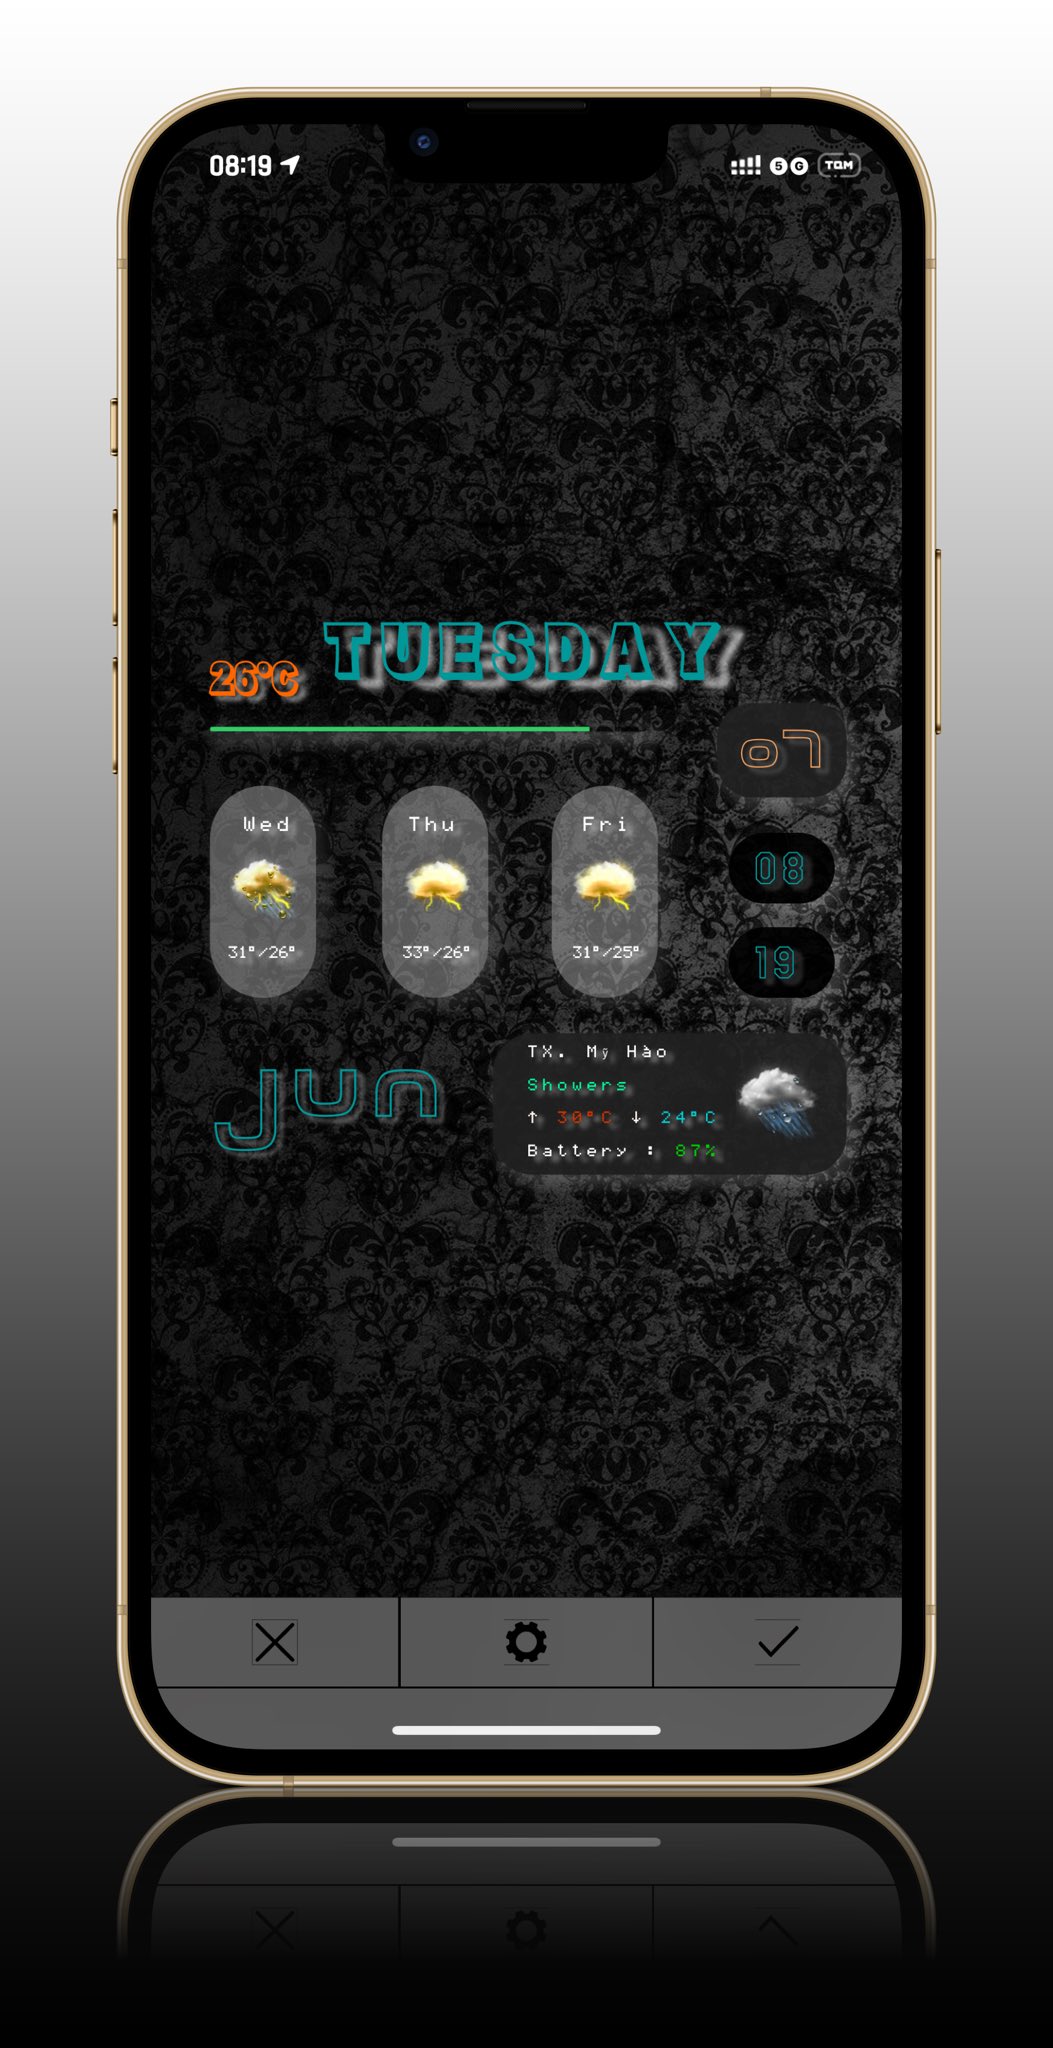 08:19
5G TQM
TUESDAY
26°C
07
Wed Thu Fri
08
31°/26° 33°/26° 31°/25°
19
TX. Mỹ Hào
Showers
↑ 30°C ↓ 24°C
Battery : 87%
Jun